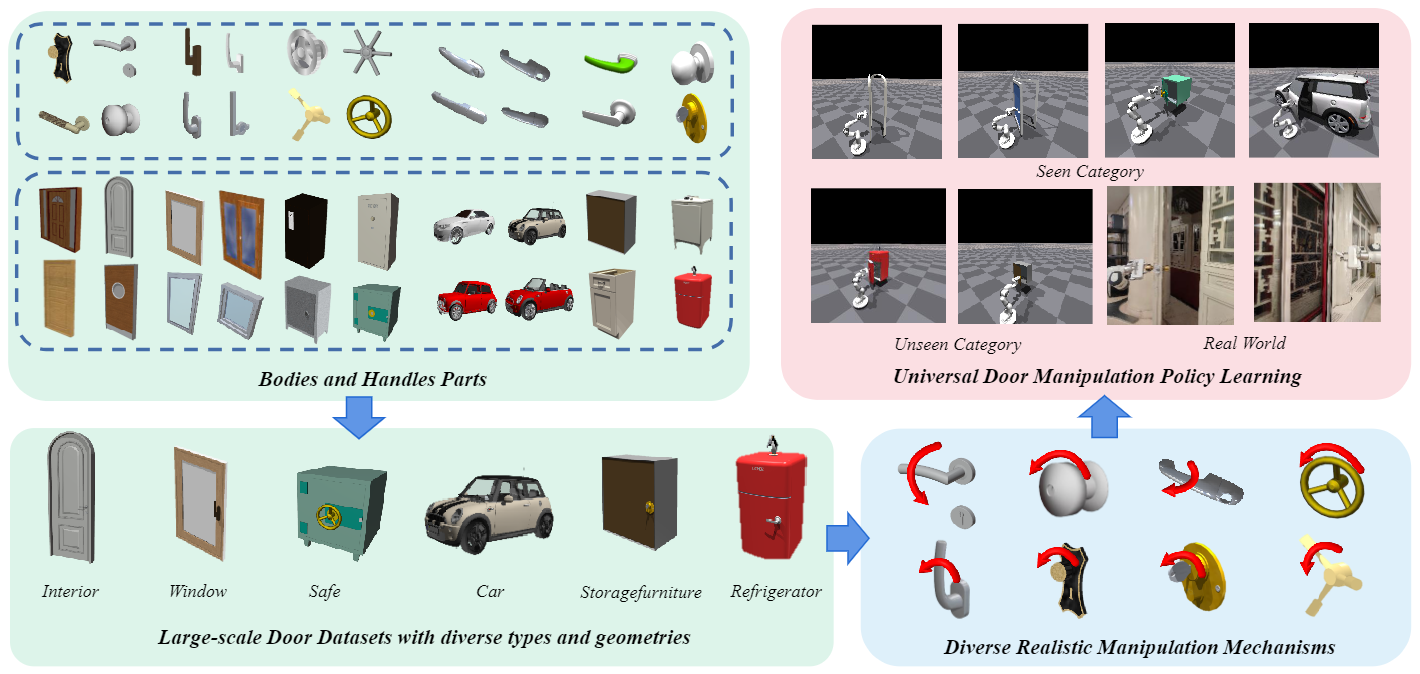 Bodies and Handles Parts
Seen Category
Unseen Category
Real World
Universal Door Manipulation Policy Learning
Interior
Window
Safe
Car
Storagefurniture
Refrigerator
Large-scale Door Datasets with diverse types and geometries
Diverse Realistic Manipulation Mechanisms